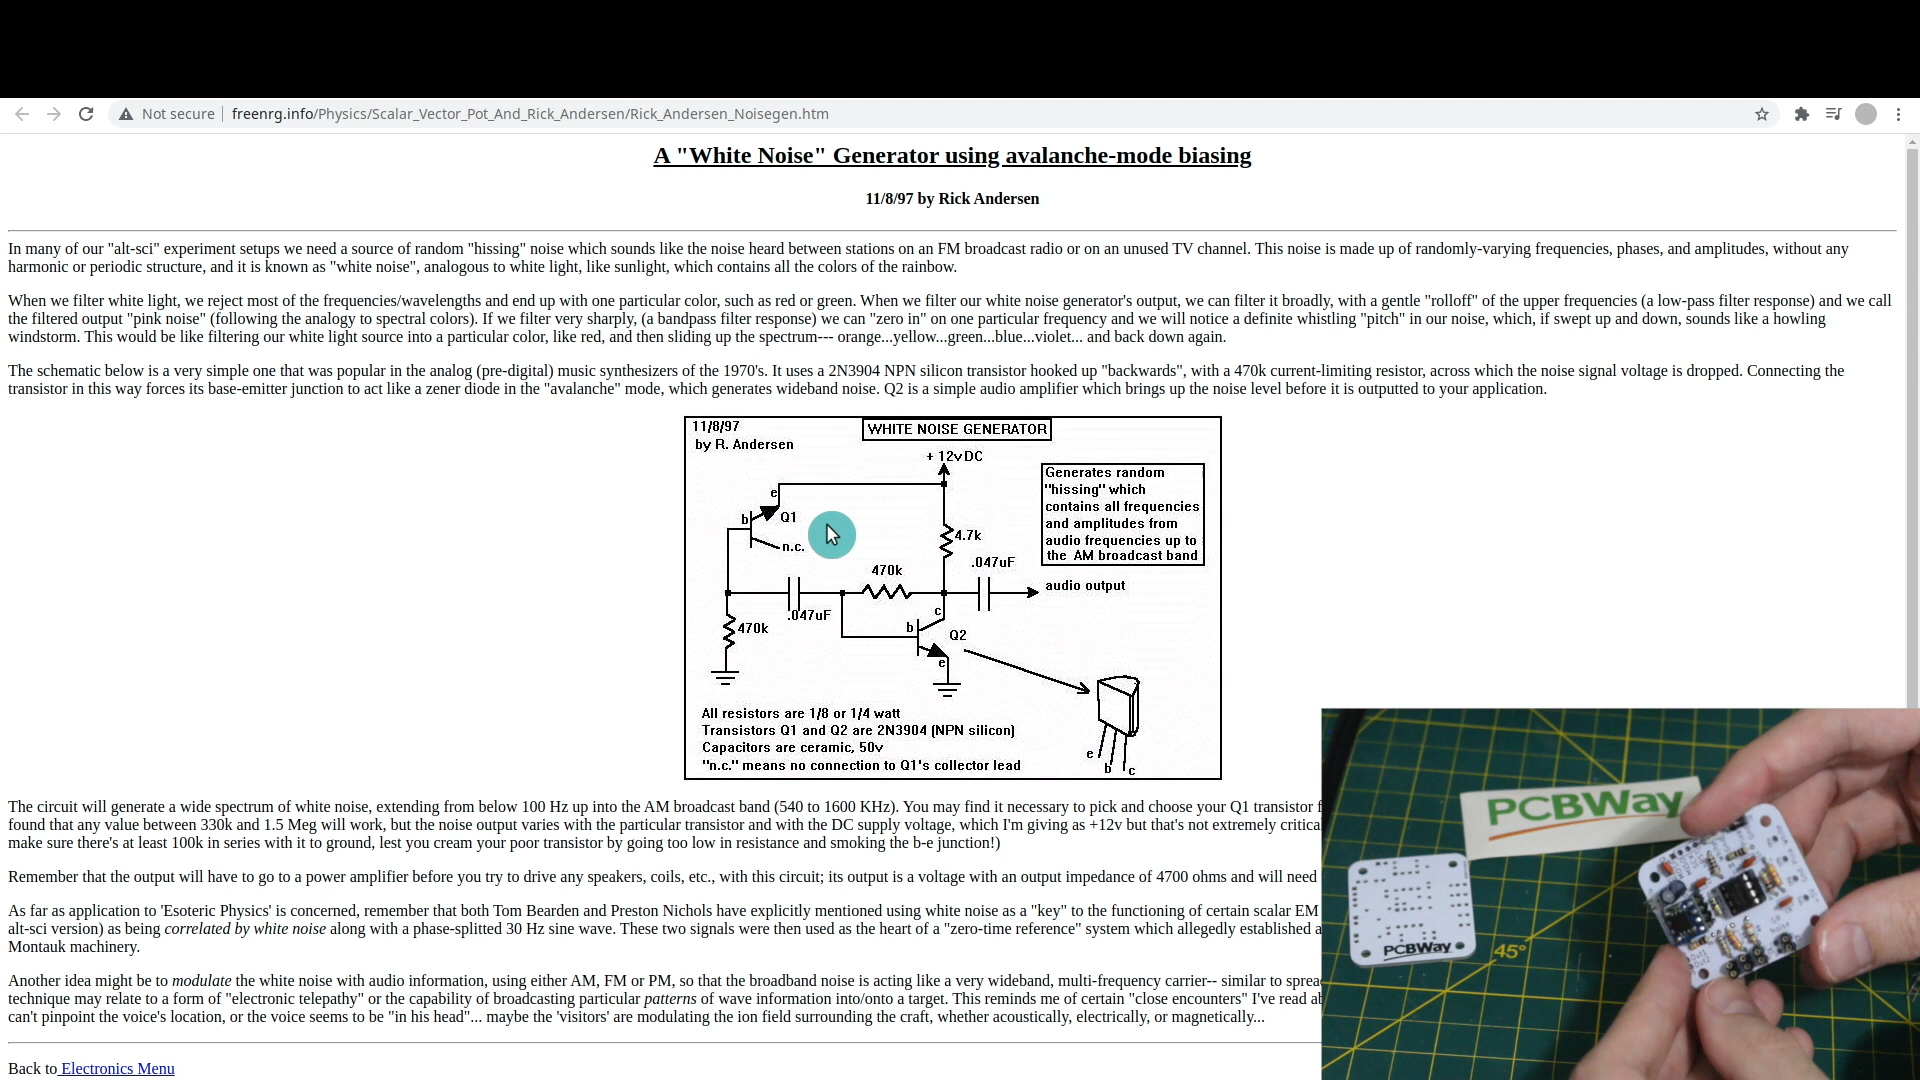 Not secure
freenrg.info/Physics/Scalar_Vector_Pot_And_Rick_Andersen/Rick_Andersen_Noisegen.htm
A "White Noise" Generator using avalanche-mode biasing
11/8/97 by Rick Andersen
In many of our "alt-sci" experiment setups we need a source of random "hissing" noise which sounds like the noise heard between stations on an FM broadcast radio or on an unused TV channel. This noise is made up of randomly-varying frequencies, phases, and amplitudes, without any
harmonic or periodic structure, and it is known as "white noise", analogous to white light, like sunlight, which contains all the colors of the rainbow.
When we filter white light, we reject most of the frequencies/wavelengths and end up with one particular color, such as red or green. When we filter our white noise generator's output, we can filter it broadly, with a gentle "rolloff" of the upper frequencies (a low-pass filter response) and we call
the filtered output "pink noise" (following the analogy to spectral colors). If we filter very sharply, (a bandpass filter response) we can "zero in" on one particular frequency and we will notice a definite whistling "pitch" in our noise, which, if swept up and down, sounds like a howling
windstorm. This would be like filtering our white light source into a particular color, like red, and then sliding up the spectrum--- orange...yellow...green...blue...violet... and back down again.
The schematic below is a very simple one that was popular in the analog (pre-digital) music synthesizers of the 1970's. It uses a 2N3904 NPN silicon transistor hooked up "backwards", with a 470k current-limiting resistor, across which the noise signal voltage is dropped. Connecting the
transistor in this way forces its base-emitter junction to act like a zener diode in the "avalanche" mode, which generates wideband noise. Q2 is a simple audio amplifier which brings up the noise level before it is outputted to your application.
11/8/97
by R. Andersen
WHITE NOISE GENERATOR
+ 12vDC
Generates random
"hissing" which
contains all frequencies
and amplitudes from
audio frequencies up to
the AM broadcast band
e
b
Q1
n.c.
4.7k
470k
.047uF
audio output
.047uF
470k
c
b
Q2
e
All resistors are 1/8 or 1/4 watt
Transistors Q1 and Q2 are 2N3904 (NPN silicon)
Capacitors are ceramic, 50v
"n.c." means no connection to Q1's collector lead
e
b
c
The circuit will generate a wide spectrum of white noise, extending from below 100 Hz up into the AM broadcast band (540 to 1600 KHz). You may find it necessary to pick and choose your Q1 transistor
found that any value between 330k and 1.5 Meg will work, but the noise output varies with the particular transistor and with the DC supply voltage, which I'm giving as +12v but that's not extremely critica
make sure there's at least 100k in series with it to ground, lest you cream your poor transistor by going too low in resistance and smoking the b-e junction!)
Remember that the output will have to go to a power amplifier before you try to drive any speakers, coils, etc., with this circuit; its output is a voltage with an output impedance of 4700 ohms and will need
As far as application to 'Esoteric Physics' is concerned, remember that both Tom Bearden and Preston Nichols have explicitly mentioned using white noise as a "key" to the functioning of certain scalar EM
alt-sci version) as being correlated by white noise along with a phase-splitted 30 Hz sine wave. These two signals were then used as the heart of a "zero-time reference" system which allegedly established a
Montauk machinery.
Another idea might be to modulate the white noise with audio information, using either AM, FM or PM, so that the broadband noise is acting like a very wideband, multi-frequency carrier-- similar to sprea
technique may relate to a form of "electronic telepathy" or the capability of broadcasting particular patterns of wave information into/onto a target. This reminds me of certain "close encounters" I've read
can't pinpoint the voice's location, or the voice seems to be "in his head"... maybe the 'visitors' are modulating the ion field surrounding the craft, whether acoustically, electrically, or magnetically...
Back to Electronics Menu
PCBWay
PCBWay
45°